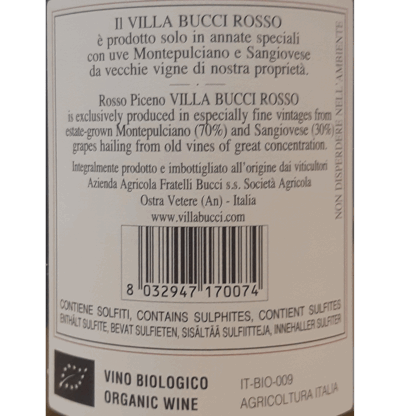 Il VILLA BUCCI ROSSO
è prodotto solo in annate speciali
con uve Montepulciano e Sangiovese
da vecchie vigne di nostra proprietà.
Rosso Piceno VILLA BUCCI ROSSO
is exclusively produced in especially fine vintages from
estate-grown Montepulciano (70%) and Sangiovese (30%)
grapes hailing from old vines of great concentration.
Integralmente prodotto e imbottigliato all'origine dai viticoltori
Azienda Agricola Fratelli Bucci s.s. Società Agricola
Ostra Vetere (An) - Italia
www.villabucci.com
NON DISPERDERE NELL'AMBIENTE
8 032947 170074
CONTIENE SOLFITI, CONTAINS SULPHITES, CONTIENT SULFITES
ENTHÄLT SULFITE, BEVAT SULFIETEN, SISÄLTÄÄ SULFIITTEJA, INNEHALLER SULFITER
VINO BIOLOGICO
ORGANIC WINE
IT-BIO-009
AGRICOLTURA ITALIA